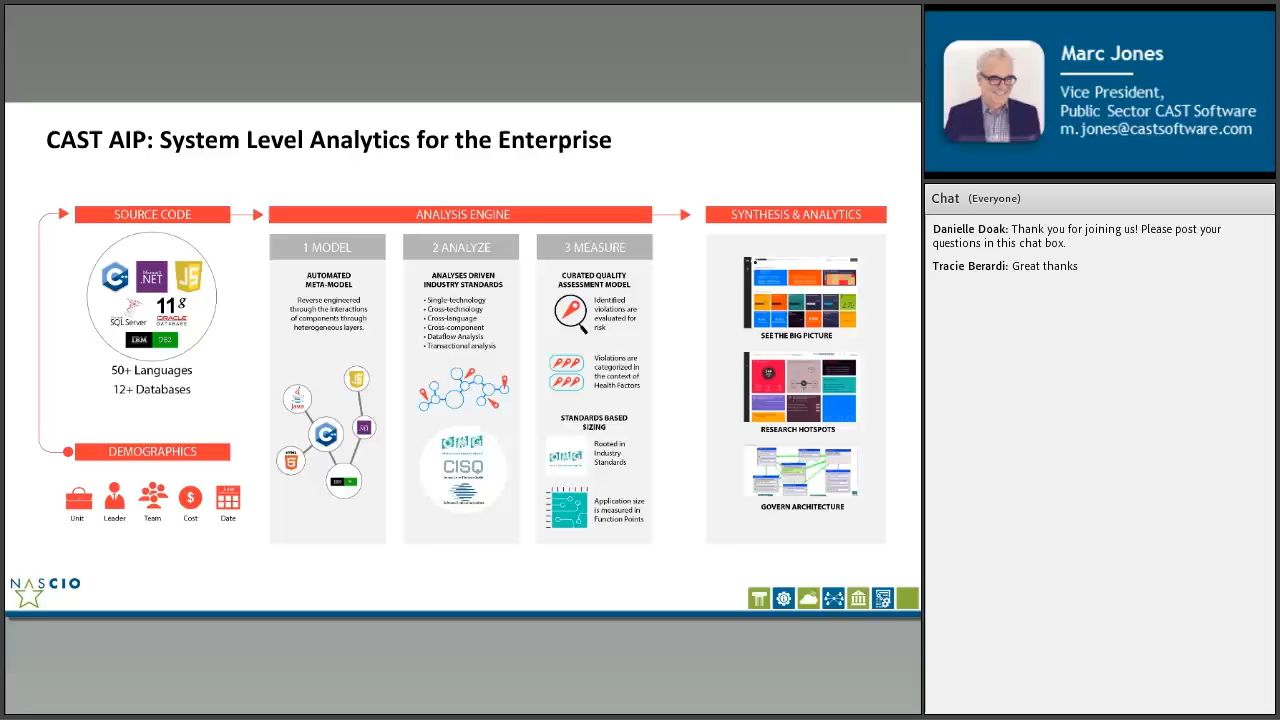 CAST AIP: System Level Analytics for the Enterprise
SOURCE CODE
Microsoft
.NET
JS
SQL Server
11g
ORACLE
DATABASE
IBM
DB2
50+ Languages
12+ Databases
DEMOGRAPHICS
Unit
Leader
Team
Cost
June
Date
ANALYSIS ENGINE
1 MODEL
AUTOMATED
META-MODEL
Reverse engineered
through the interactions
of components through
heterogeneous layers.
2 ANALYZE
ANALYSES DRIVEN
INDUSTRY STANDARDS
• Single-technology
• Cross-technology
• Cross-language
• Cross-component
• Dataflow Analysis
• Transactional analysis
OMG
CISQ
3 MEASURE
CURATED QUALITY
ASSESSMENT MODEL
Identified
violations are
evaluated for
risk
Violations are
categorized in
the context of
Health Factors
STANDARDS BASED
SIZING
OMG
Rooted in
Industry
Standards
Application size
is measured in
Function Points
SYNTHESIS & ANALYTICS
SEE THE BIG PICTURE
RESEARCH HOTSPOTS
GOVERN ARCHITECTURE
NASCIO
Marc Jones
Vice President,
Public Sector CAST Software
m.jones@castsoftware.com
Chat (Everyone)
Danielle Doak: Thank you for joining us! Please post your
questions in this chat box.
Tracie Berardi: Great thanks